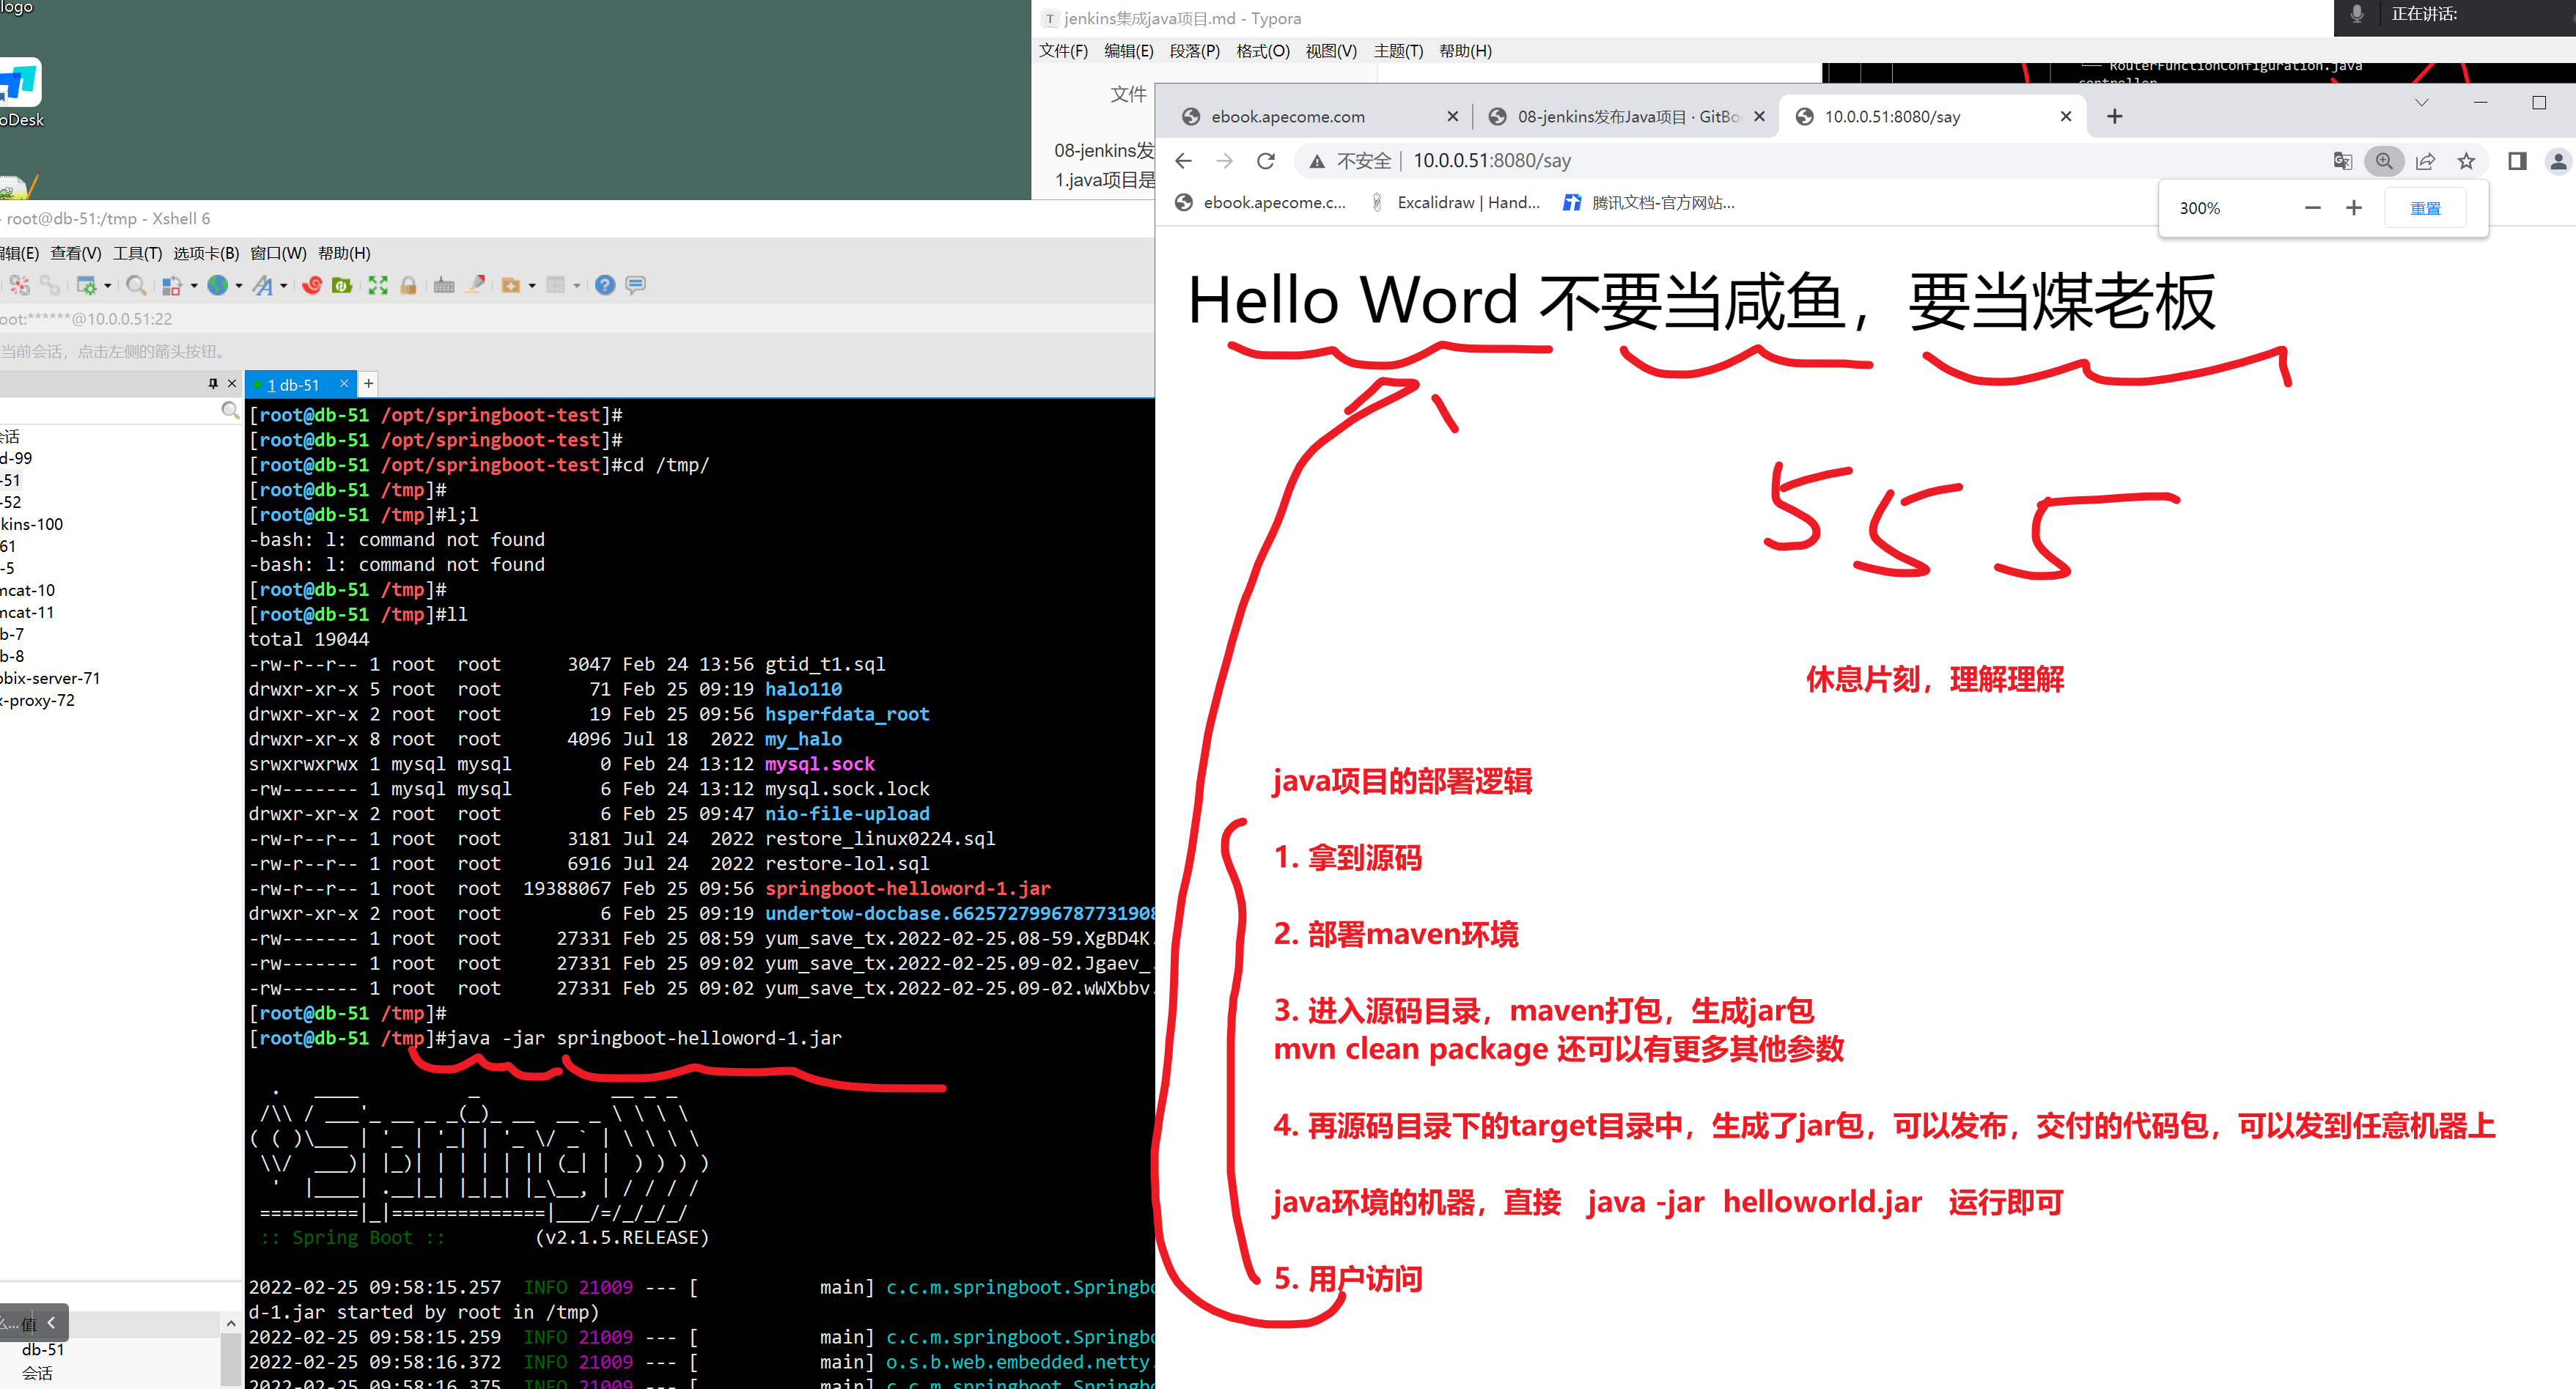 logo
oDesk
jenkins集成java项目.md - Typora
正在讲话:
文件(F) 编辑(E) 段落(P) 格式(O) 视图(V) 主题(T) 帮助(H)
RouterFunctionConfiguration.java
文件
08-jenkins发
1.java项目是
ebook.apecome.com
08-jenkins发布Java项目 · GitBo
10.0.0.51:8080/say
不安全 10.0.0.51:8080/say
ebook.apecome.c...
Excalidraw | Hand...
腾讯文档-官方网站...
300%
重置
- root@db-51:/tmp - Xshell 6
编辑(E) 查看(V) 工具(T) 选项卡(B) 窗口(W) 帮助(H)
oot:******@10.0.0.51:22
当前会话，点击左侧的箭头按钮。
1 db-51
会话
d-99
-51
-52
kins-100
61
-5
mcat-10
mcat-11
b-7
b-8
bbix-server-71
x-proxy-72
值
db-51
会话
[root@db-51 /opt/springboot-test]#
[root@db-51 /opt/springboot-test]#
[root@db-51 /opt/springboot-test]#cd /tmp/
[root@db-51 /tmp]#
[root@db-51 /tmp]#l;l
-bash: l: command not found
-bash: l: command not found
[root@db-51 /tmp]#
[root@db-51 /tmp]#ll
total 19044
-rw-r--r-- 1 root  root      3047 Feb 24 13:56 gtid_t1.sql
drwxr-xr-x 5 root  root        71 Feb 25 09:19 halo110
drwxr-xr-x 2 root  root        19 Feb 25 09:56 hsperfdata_root
drwxr-xr-x 8 root  root      4096 Jul 18  2022 my_halo
srwxrwxrwx 1 mysql mysql        0 Feb 24 13:12 mysql.sock
-rw------- 1 mysql mysql        6 Feb 24 13:12 mysql.sock.lock
drwxr-xr-x 2 root  root         6 Feb 25 09:47 nio-file-upload
-rw-r--r-- 1 root  root      3181 Jul 24  2022 restore_linux0224.sql
-rw-r--r-- 1 root  root      6916 Jul 24  2022 restore-lol.sql
-rw-r--r-- 1 root  root  19388067 Feb 25 09:56 springboot-helloword-1.jar
drwxr-xr-x 2 root  root         6 Feb 25 09:19 undertow-docbase.6625727996787731908
-rw------- 1 root  root     27331 Feb 25 08:59 yum_save_tx.2022-02-25.08-59.XgBD4K.
-rw------- 1 root  root     27331 Feb 25 09:02 yum_save_tx.2022-02-25.09-02.Jgaev_.
-rw------- 1 root  root     27331 Feb 25 09:02 yum_save_tx.2022-02-25.09-02.wWXbbv.
[root@db-51 /tmp]#
[root@db-51 /tmp]#java -jar springboot-helloword-1.jar
:: Spring Boot ::        (v2.1.5.RELEASE)
2022-02-25 09:58:15.257  INFO 21009 --- [           main] c.c.m.springboot.Springbo
d-1.jar started by root in /tmp)
2022-02-25 09:58:15.259  INFO 21009 --- [           main] c.c.m.springboot.Springbo
2022-02-25 09:58:16.372  INFO 21009 --- [           main] o.s.b.web.embedded.netty.
2022-02-25 09:58:16.375  INFO 21009 --- [           main] c.c.m.springboot.Springbo
Hello Word 不要当咸鱼，要当煤老板
5 5 5
休息片刻，理解理解
java项目的部署逻辑
1. 拿到源码
2. 部署maven环境
3. 进入源码目录，maven打包，生成jar包
mvn clean package 还可以有更多其他参数
4. 再源码目录下的target目录中，生成了jar包，可以发布，交付的代码包，可以发到任意机器上
java环境的机器，直接   java -jar  helloworld.jar   运行即可
5. 用户访问